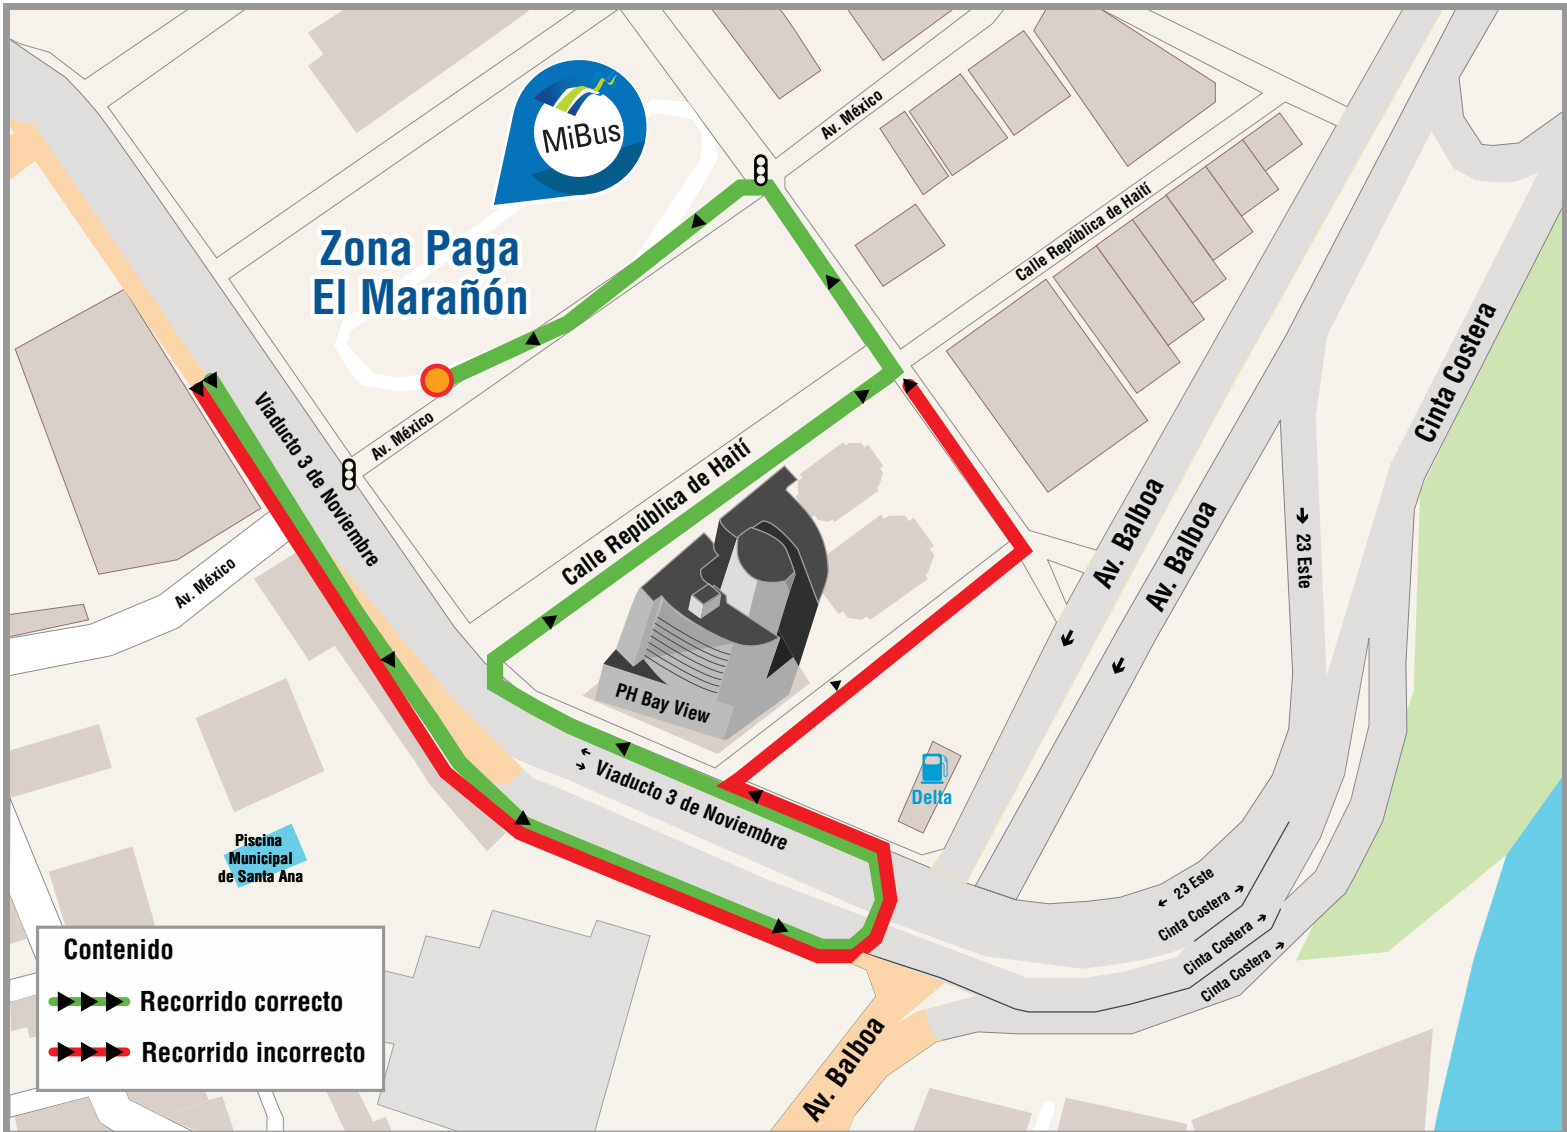 MiBus
Av. México
Zona Paga
El Marañón
Calle República de Haití
Cinta Costera
Viaducto 3 de Noviembre
Av. México
Calle República de Haití
Av. Balboa
Av. Balboa
23 Este
Av. México
PH Bay View
Viaducto 3 de Noviembre
Delta
Piscina
Municipal
de Santa Ana
23 Este
Cinta Costera
Cinta Costera
Cinta Costera
Av. Balboa
Contenido
Recorrido correcto
Recorrido incorrecto